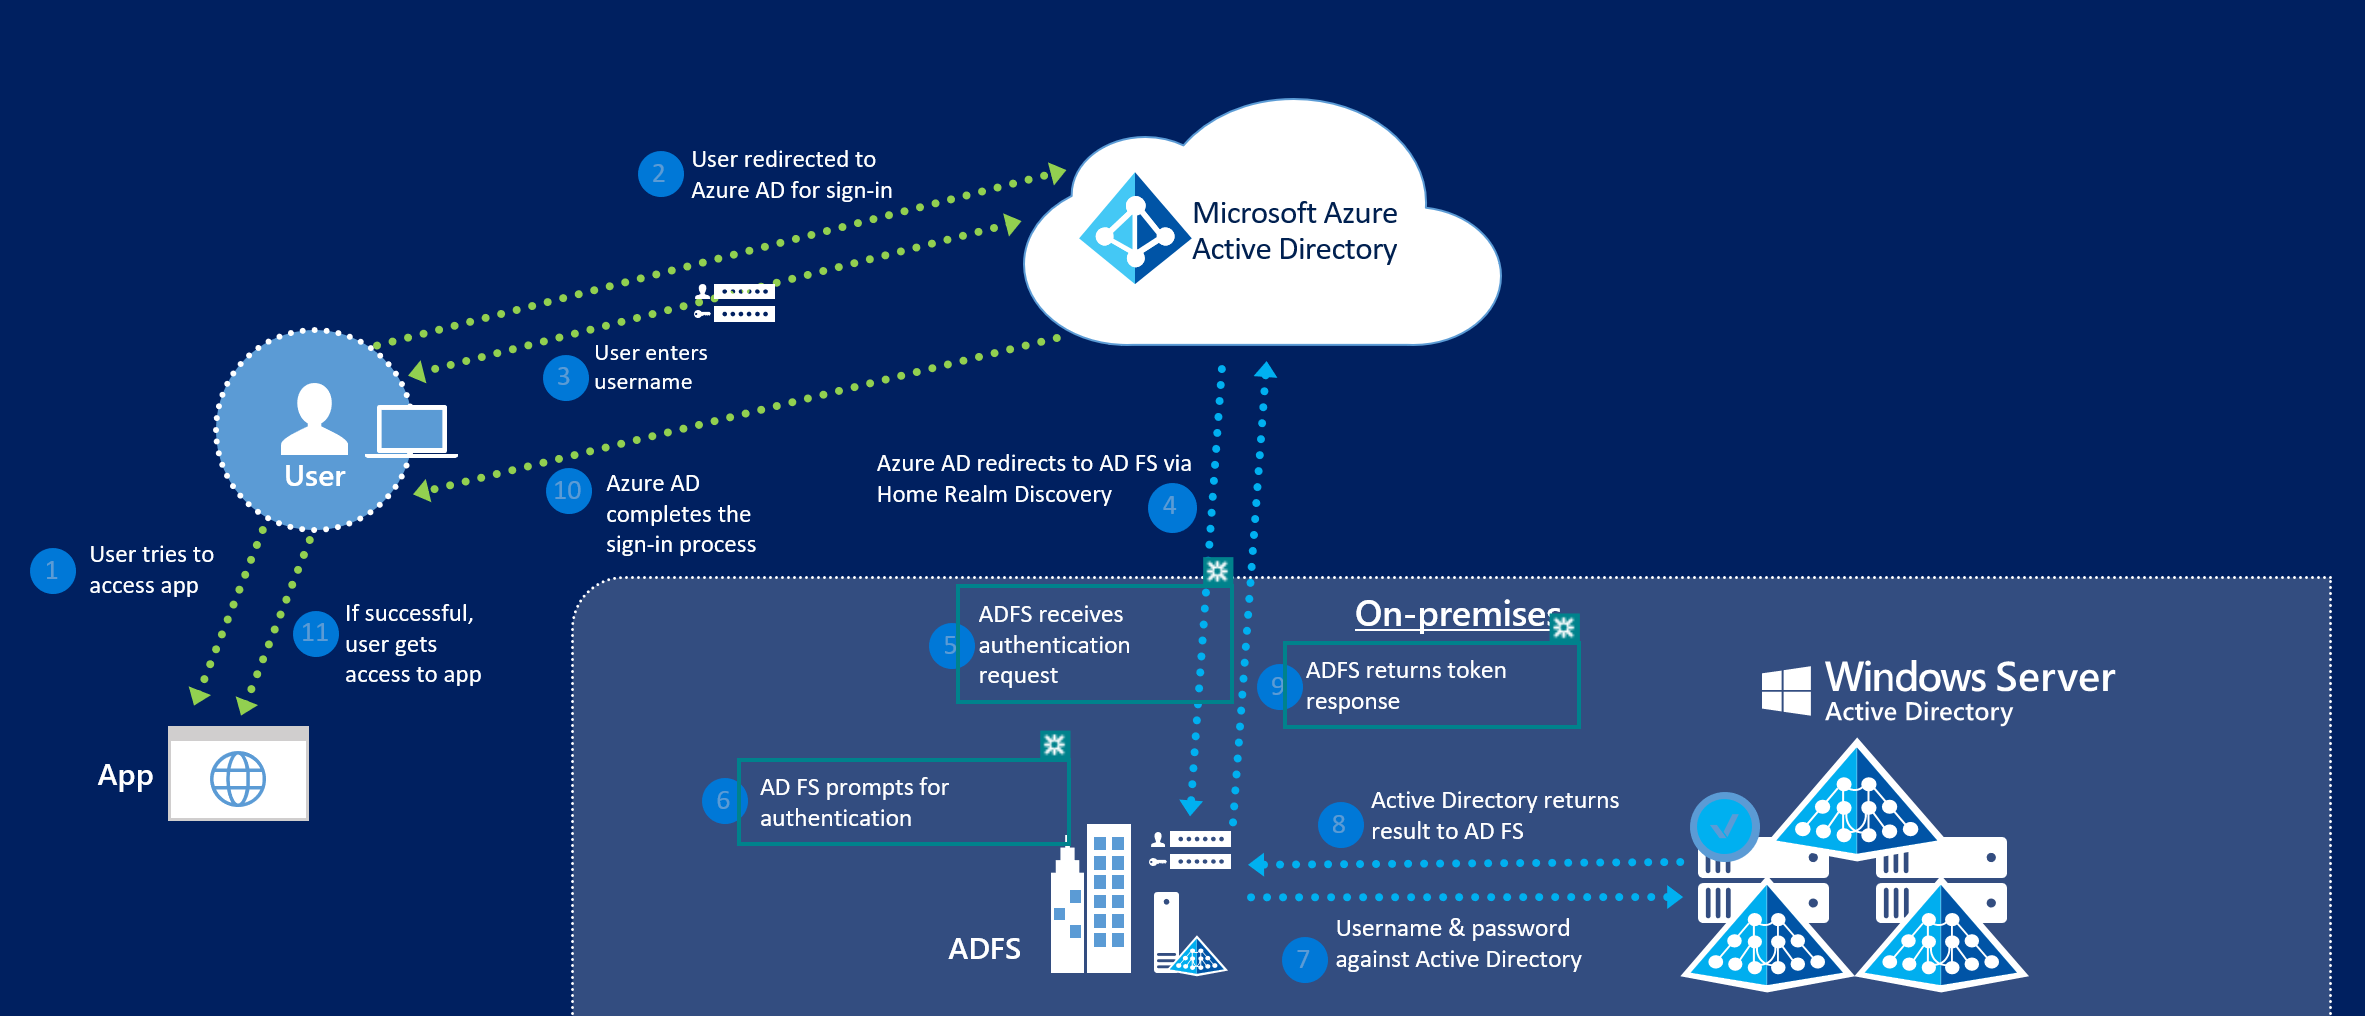 2
User redirected to
Azure AD for sign-in
Microsoft Azure
Active Directory
3
User enters
username
User
10
Azure AD
completes the
sign-in process
Azure AD redirects to AD FS via
Home Realm Discovery
4
1
User tries to
access app
11
If successful,
user gets
access to app
App
On-premises
5
ADFS receives
authentication
request
9
ADFS returns token
response
Windows Server
Active Directory
6
AD FS prompts for
authentication
8
Active Directory returns
result to AD FS
ADFS
7
Username & password
against Active Directory